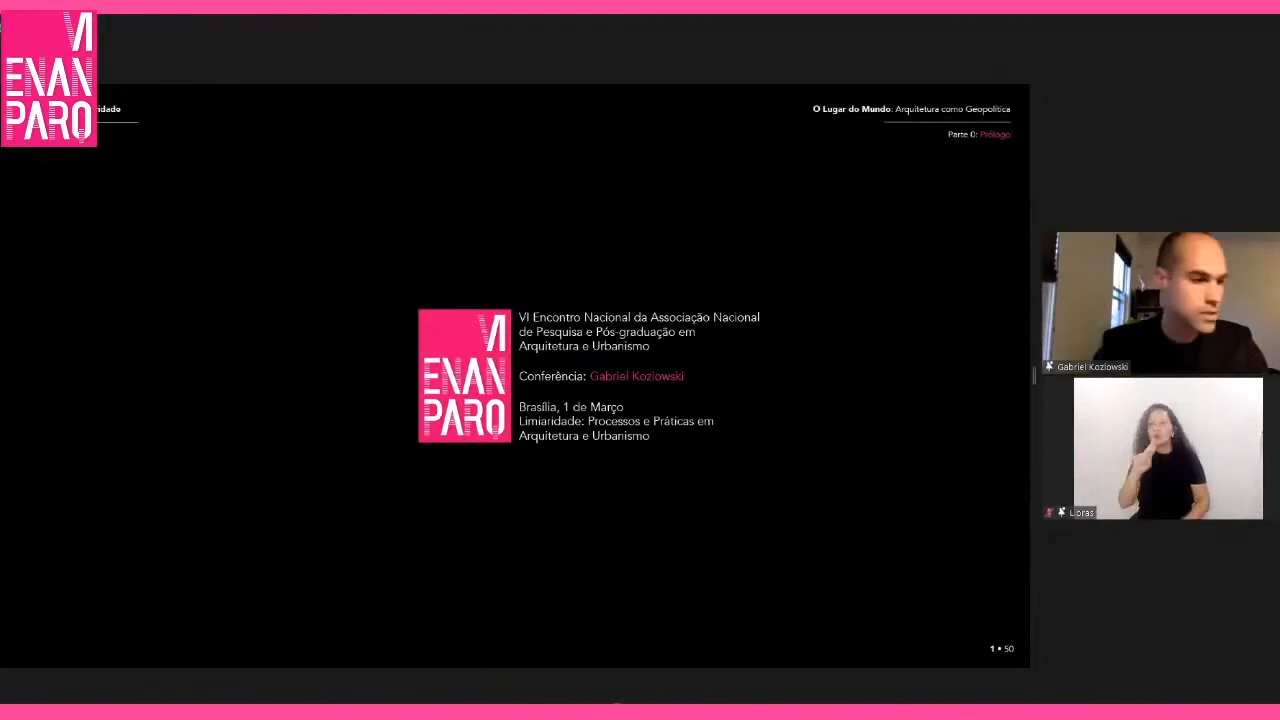 VI
ENAN
PARQ
ridade
O Lugar do Mundo: Arquitetura como Geopolítica
Parte 0: Prólogo
VI
ENAN
PARQ
VI Encontro Nacional da Associação Nacional
de Pesquisa e Pós-graduação em
Arquitetura e Urbanismo
Conferência: Gabriel Kozlowski
Brasília, 1 de Março
Limiaridade: Processos e Práticas em
Arquitetura e Urbanismo
Gabriel Kozlowski
Libras
1 • 50